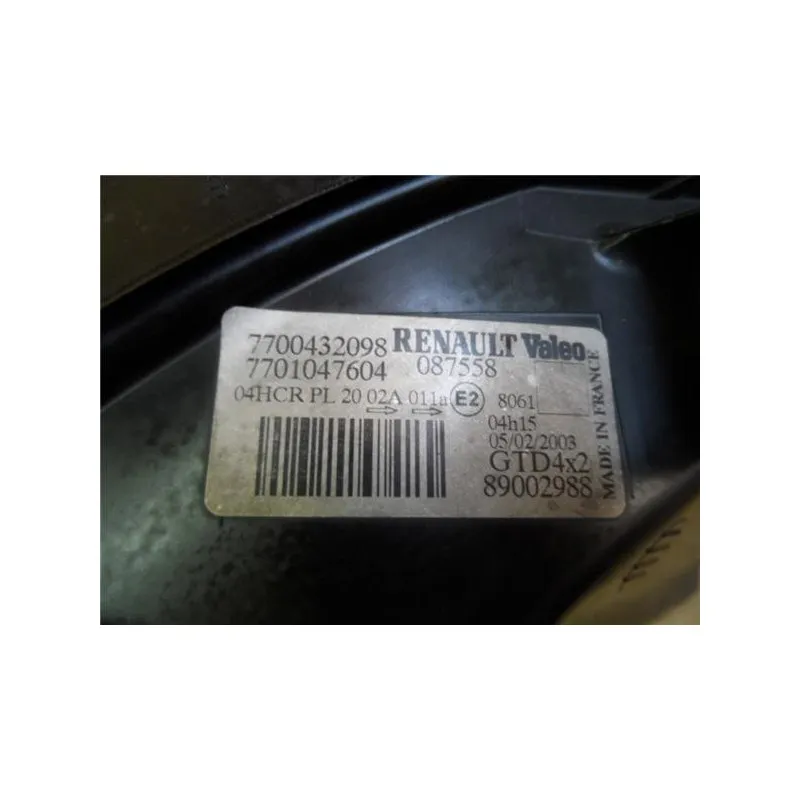 7700432098 RENAULT Valeo
7701047604 087558
04HCR PL 20 02A 011a E2 8061
04h15
05/02/2003
GTD4x2
89002988
MADE IN FRANCE